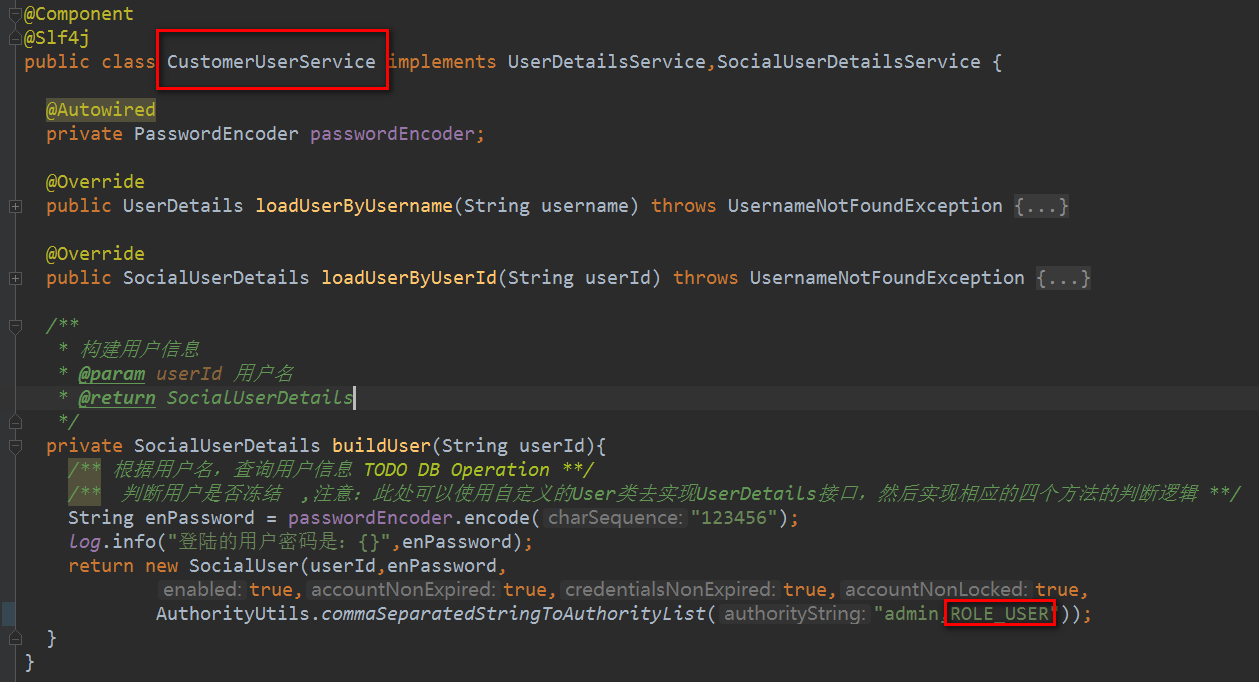 @Component
@Slf4j
public class CustomerUserService implements UserDetailsService,SocialUserDetailsService {
@Autowired
private PasswordEncoder passwordEncoder;
@Override
public UserDetails loadUserByUsername(String username) throws UsernameNotFoundException {...}
@Override
public SocialUserDetails loadUserByUserId(String userId) throws UsernameNotFoundException {...}
/**
* 构建用户信息
* @param userId 用户名
* @return SocialUserDetails
*/
private SocialUserDetails buildUser(String userId){
/** 根据用户名，查询用户信息 TODO DB Operation **/
/** 判断用户是否冻结 ,注意：此处可以使用自定义的User类去实现UserDetails接口，然后实现相应的四个方法的判断逻辑 **/
String enPassword = passwordEncoder.encode( charSequence: "123456");
log.info("登陆的用户密码是：{}",enPassword);
return new SocialUser(userId,enPassword,
enabled: true, accountNonExpired: true, credentialsNonExpired: true, accountNonLocked: true,
AuthorityUtils.commaSeparatedStringToAuthorityList( authorityString: "admin,ROLE_USER"));
}
}